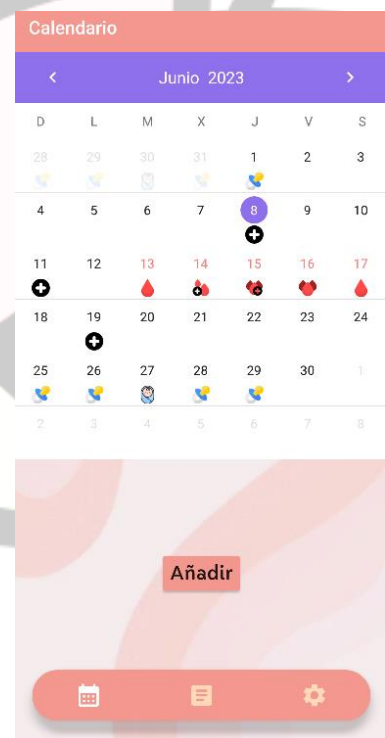 Calendario
Junio 2023
D L M X J V S
28 29 30 31 1 2 3
4 5 6 7 8 9 10
11 12 13 14 15 16 17
18 19 20 21 22 23 24
25 26 27 28 29 30 1
2 3 4 5 6 7 8
Añadir